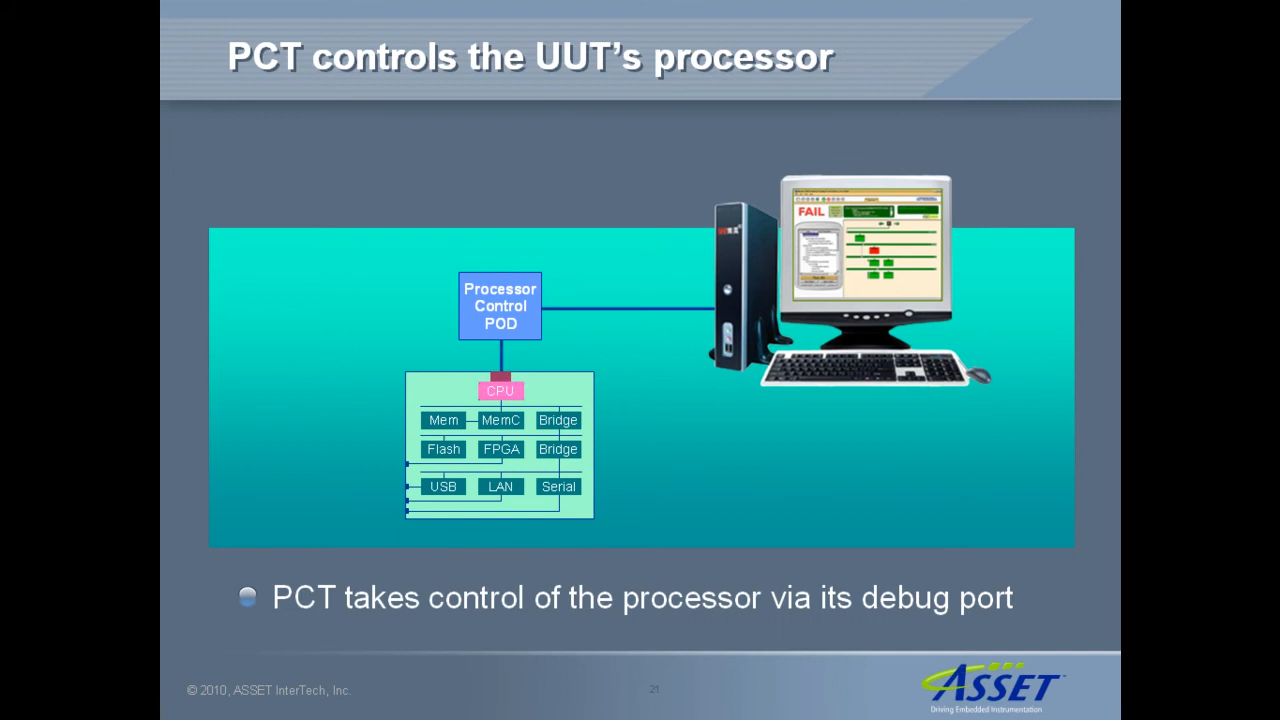 PCT controls the UUT's processor
FAIL
Processor
Control
POD
CPU
Mem MemC Bridge
Flash FPGA Bridge
USB LAN Serial
PCT takes control of the processor via its debug port
© 2010, ASSET InterTech, Inc.
21
ASSET
Driving Embedded Instrumentation